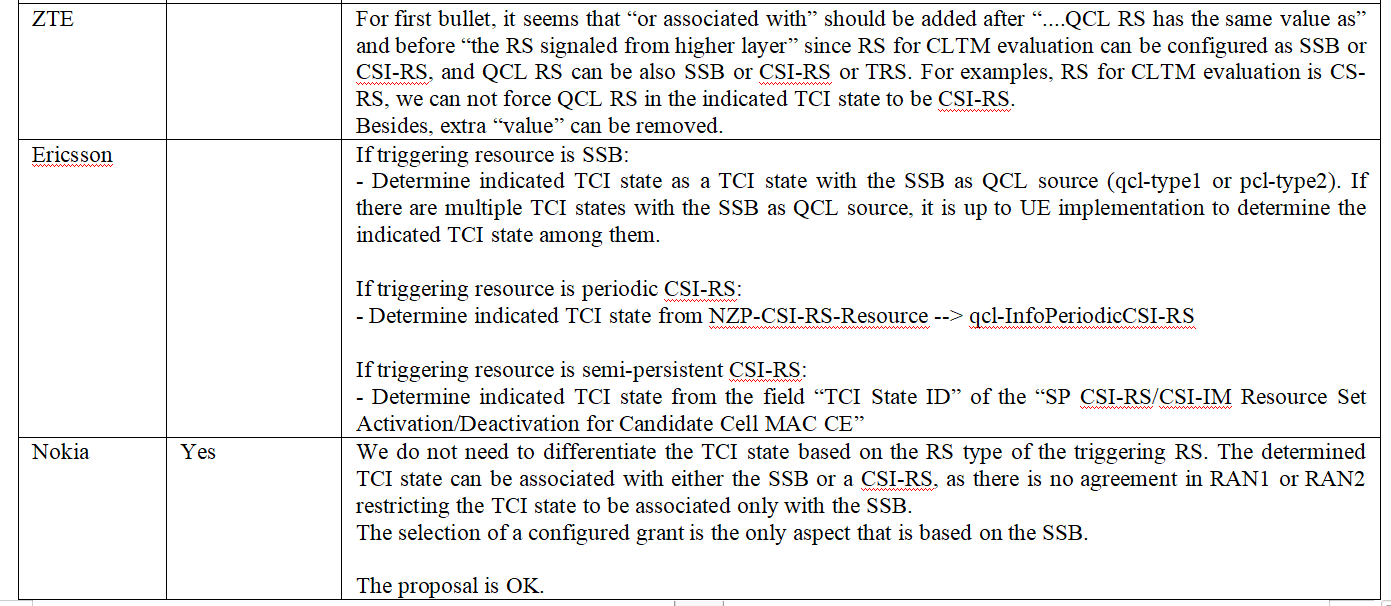 ZTE
For first bullet, it seems that “or associated with” should be added after “....QCL RS has the same value as”
and before “the RS signaled from higher layer” since RS for CLTM evaluation can be configured as SSB or
CSI-RS, and QCL RS can be also SSB or CSI-RS or TRS. For examples, RS for CLTM evaluation is CS-
RS, we can not force QCL RS in the indicated TCI state to be CSI-RS.
Besides, extra “value” can be removed.
Ericsson
If triggering resource is SSB:
- Determine indicated TCI state as a TCI state with the SSB as QCL source (qcl-type1 or pcl-type2). If
there are multiple TCI states with the SSB as QCL source, it is up to UE implementation to determine the
indicated TCI state among them.
If triggering resource is periodic CSI-RS:
- Determine indicated TCI state from NZP-CSI-RS-Resource --> qcl-InfoPeriodicCSI-RS
If triggering resource is semi-persistent CSI-RS:
- Determine indicated TCI state from the field “TCI State ID” of the “SP CSI-RS/CSI-IM Resource Set
Activation/Deactivation for Candidate Cell MAC CE”
Nokia
Yes
We do not need to differentiate the TCI state based on the RS type of the triggering RS. The determined
TCI state can be associated with either the SSB or a CSI-RS, as there is no agreement in RAN1 or RAN2
restricting the TCI state to be associated only with the SSB.
The selection of a configured grant is the only aspect that is based on the SSB.
The proposal is OK.